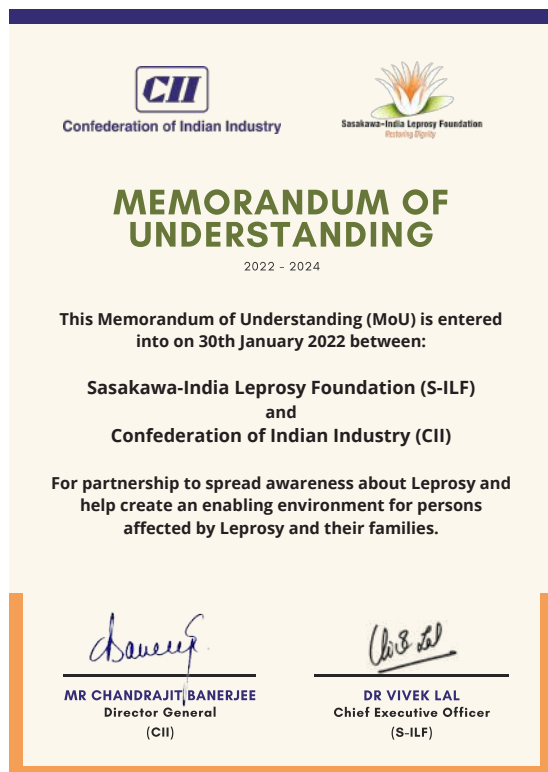 CII
Confederation of Indian Industry
Sasakawa-India Leprosy Foundation
Restoring Dignity
MEMORANDUM OF
UNDERSTANDING
2022 - 2024
This Memorandum of Understanding (MoU) is entered
into on 30th January 2022 between:
Sasakawa-India Leprosy Foundation (S-ILF)
and
Confederation of Indian Industry (CII)
For partnership to spread awareness about Leprosy and
help create an enabling environment for persons
affected by Leprosy and their families.
MR CHANDRAJIT BANERJEE
Director General
(CII)
DR VIVEK LAL
Chief Executive Officer
(S-ILF)